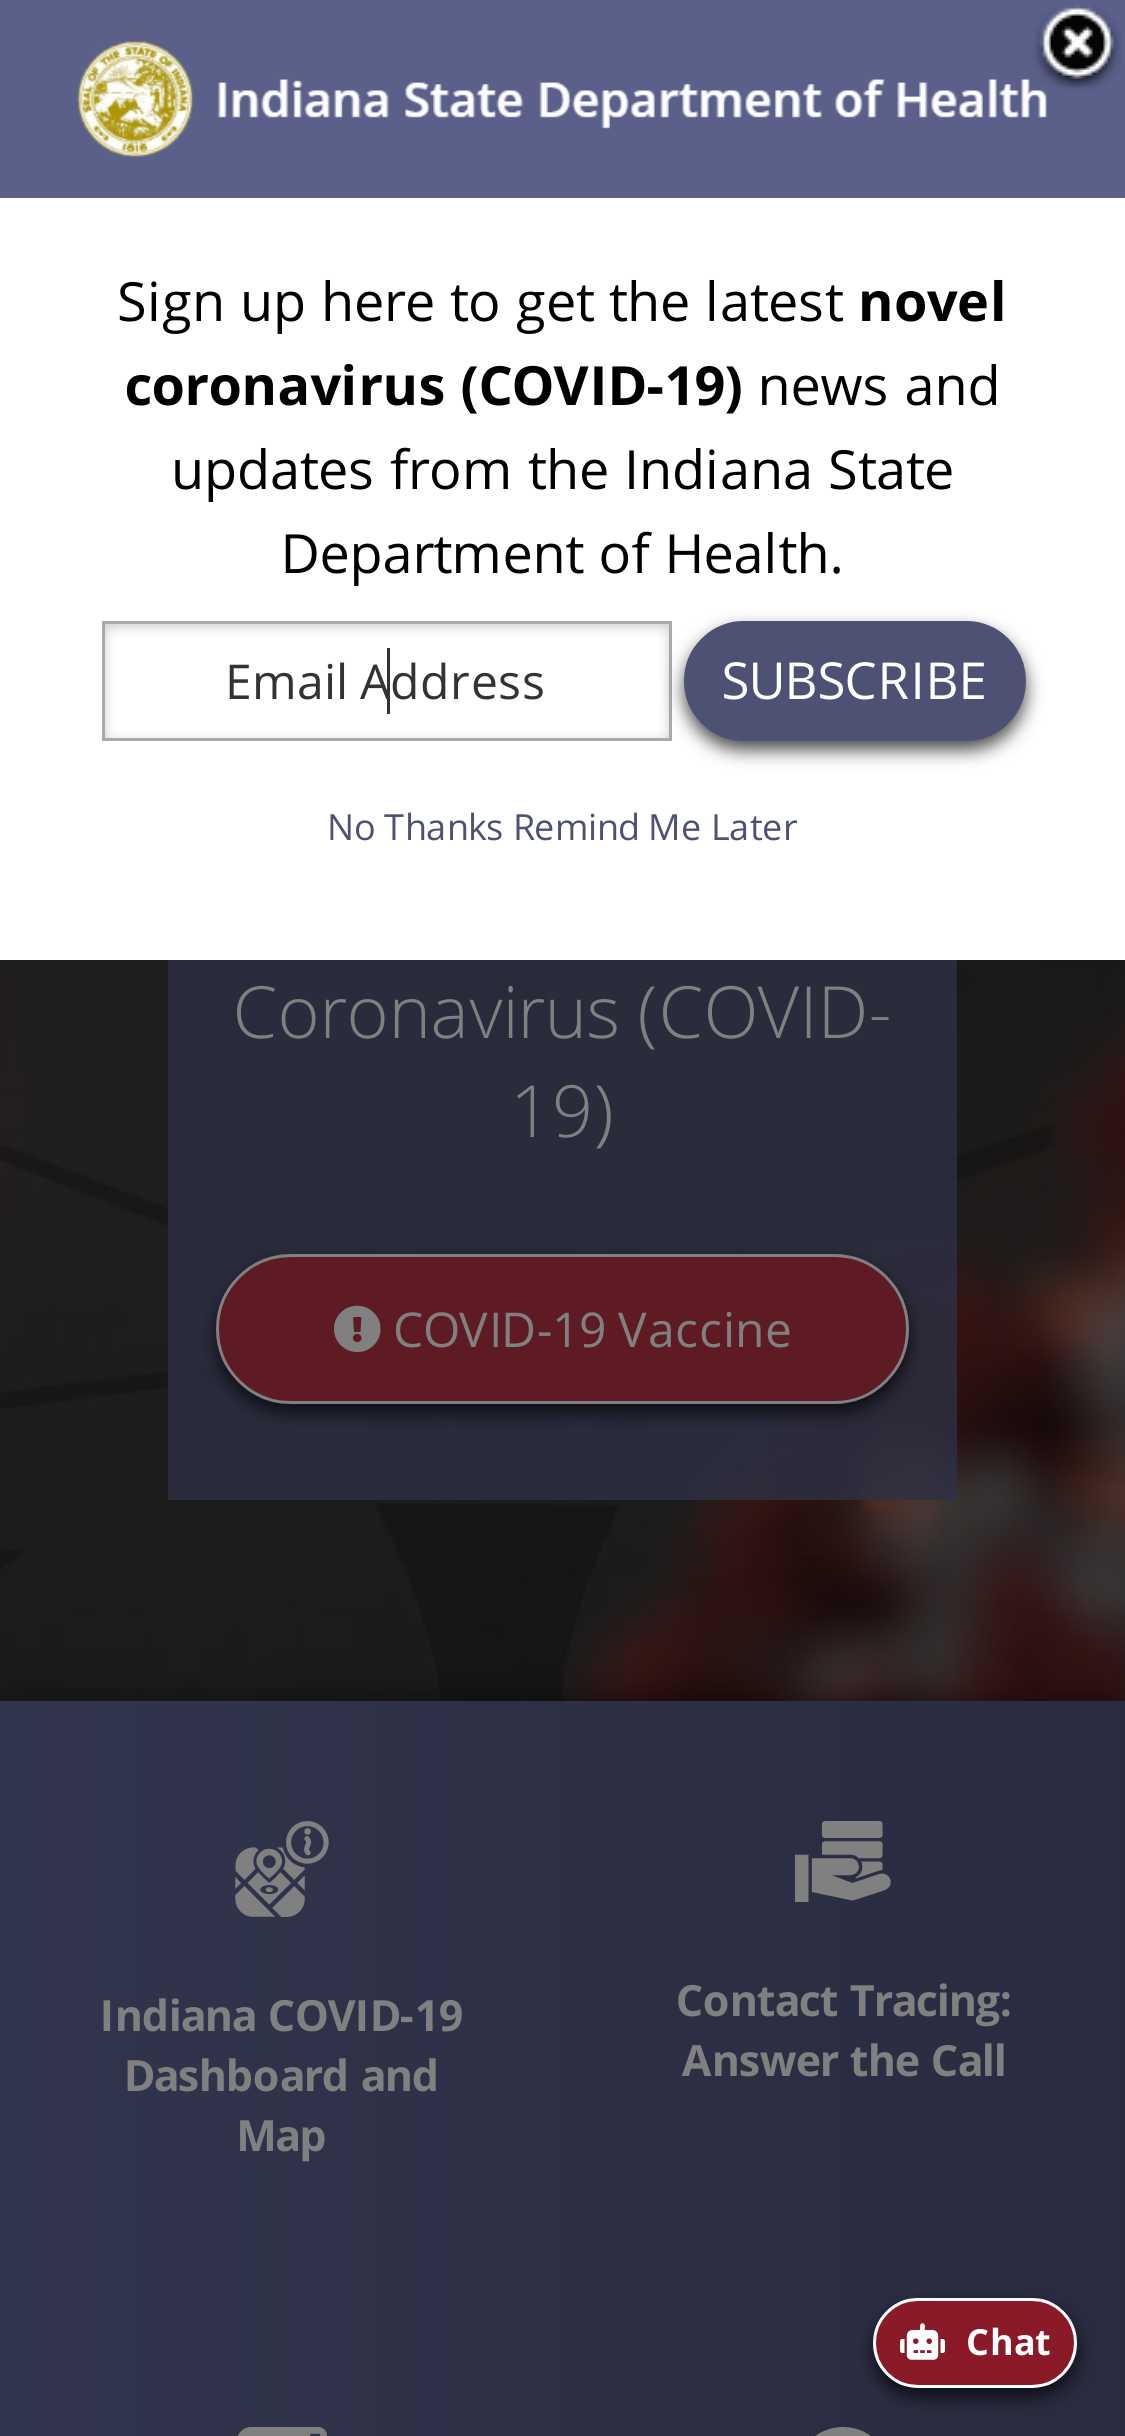 Indiana State Department of Health
Sign up here to get the latest novel
coronavirus (COVID-19) news and
updates from the Indiana State
Department of Health.
Email Address
SUBSCRIBE
No Thanks Remind Me Later
Coronavirus (COVID-
19)
COVID-19 Vaccine
Indiana COVID-19
Dashboard and
Map
Contact Tracing:
Answer the Call
Chat